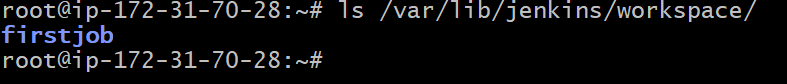 root@ip-172-31-70-28:~# ls /var/lib/jenkins/workspace/
firstjob
root@ip-172-31-70-28:~#